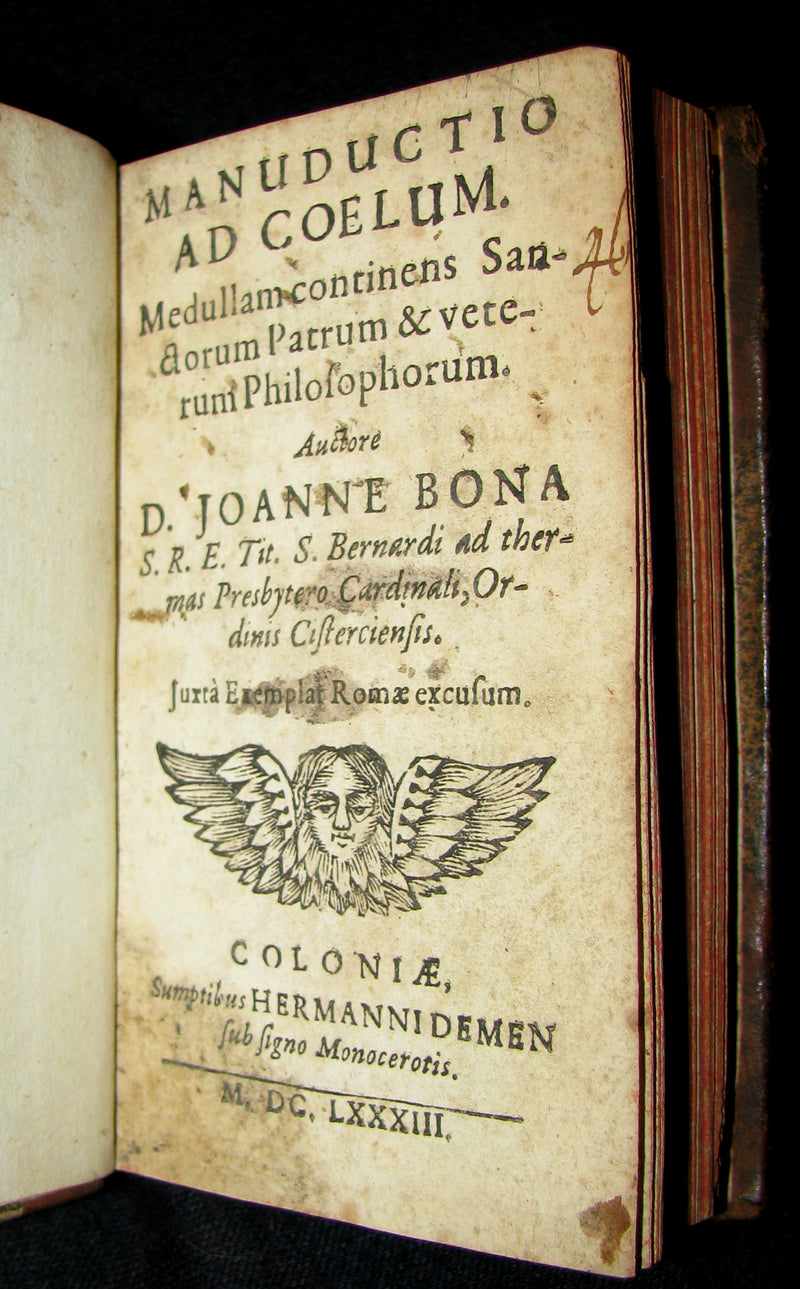 MANUDUCTIO
AD COELUM.
Medullam continens San-
ctorum Patrum & vete-
rum Philoſophorum.
Auctore
D. JOANNE BONA
S. R. E. Tit. S. Bernardi ad ther-
mas Presbytero Cardinali, Or-
dinis Ciſtercienſis.
Juxtà Exemplar Romæ excuſum.
COLONIÆ,
Sumptibus HERMANNI DEMEN
ſub ſigno Monocerotis.
M. DC. LXXXIII.